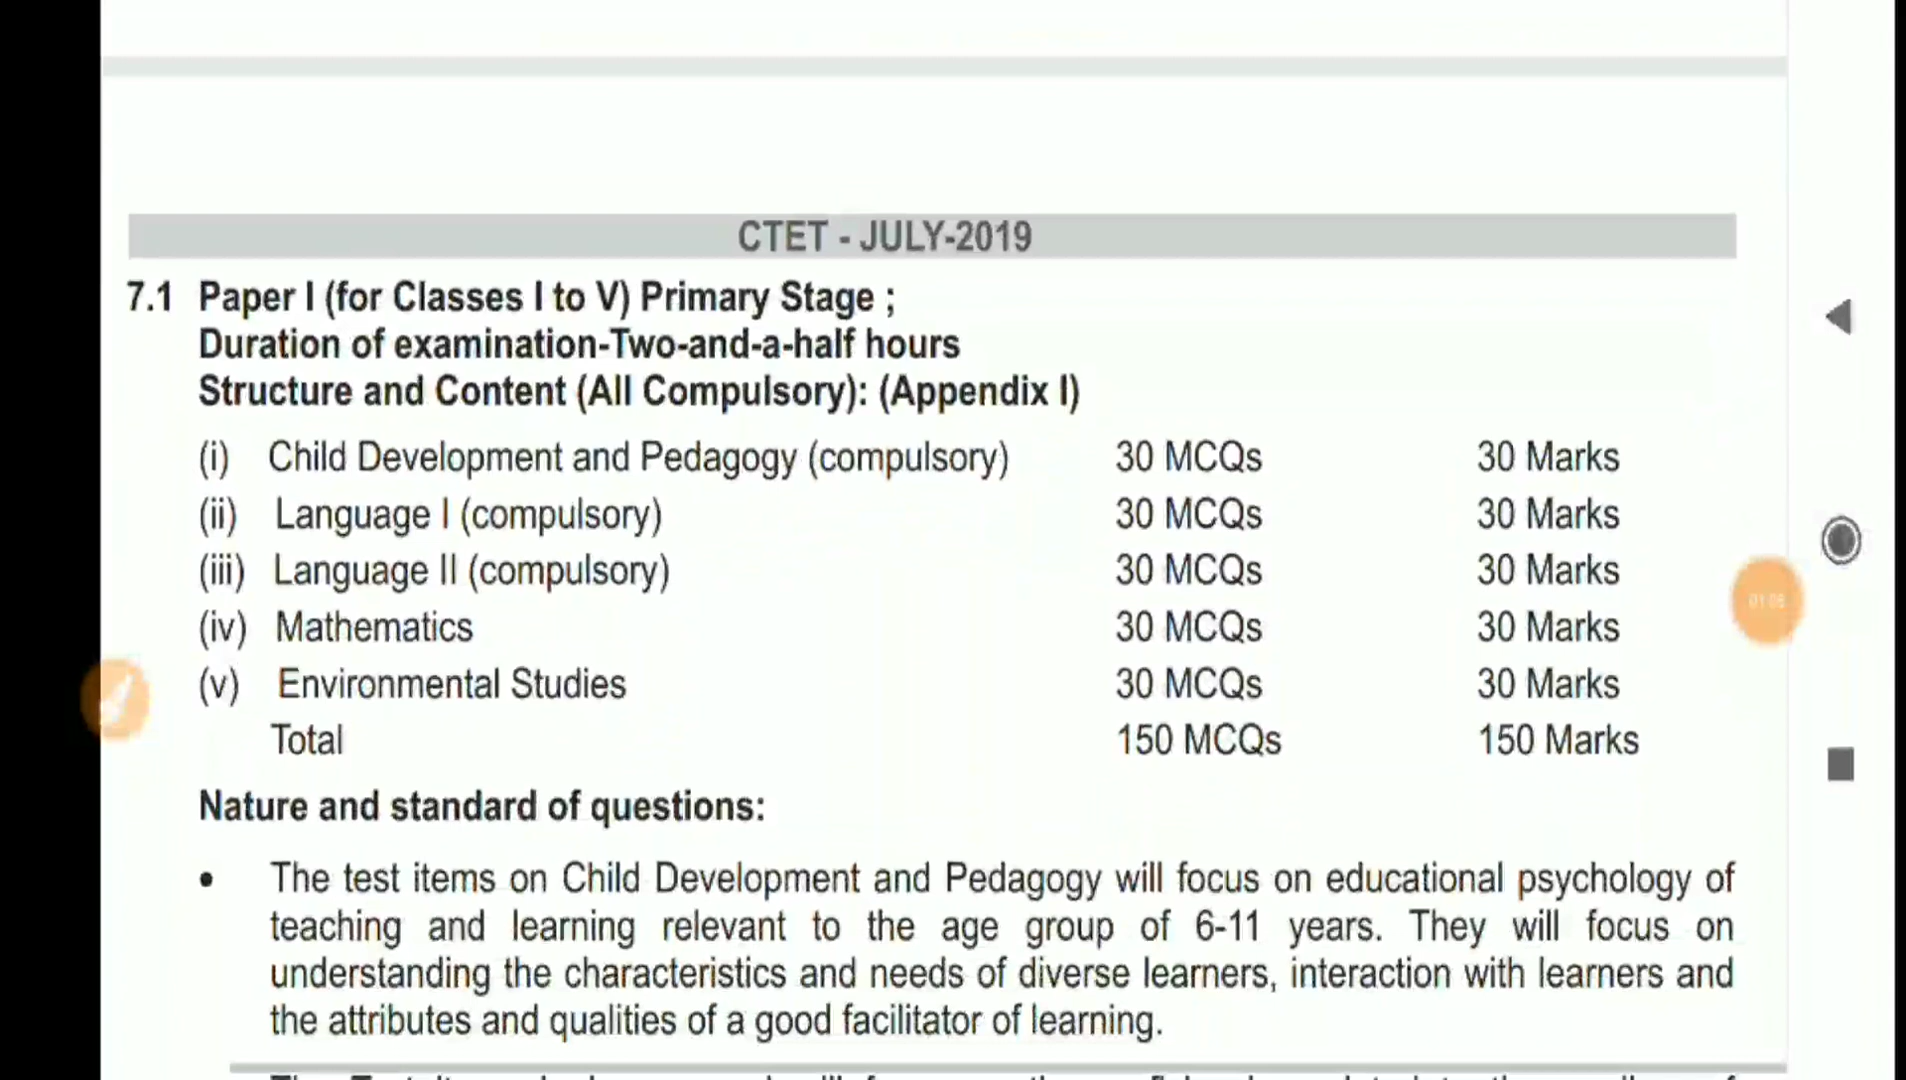 CTET - JULY-2019
7.1 Paper I (for Classes I to V) Primary Stage ;
Duration of examination-Two-and-a-half hours
Structure and Content (All Compulsory): (Appendix I)
(i) Child Development and Pedagogy (compulsory) 30 MCQs 30 Marks
(ii) Language I (compulsory) 30 MCQs 30 Marks
(iii) Language II (compulsory) 30 MCQs 30 Marks
(iv) Mathematics 30 MCQs 30 Marks
(v) Environmental Studies 30 MCQs 30 Marks
Total 150 MCQs 150 Marks
Nature and standard of questions:
• The test items on Child Development and Pedagogy will focus on educational psychology of
teaching and learning relevant to the age group of 6-11 years. They will focus on
understanding the characteristics and needs of diverse learners, interaction with learners and
the attributes and qualities of a good facilitator of learning.